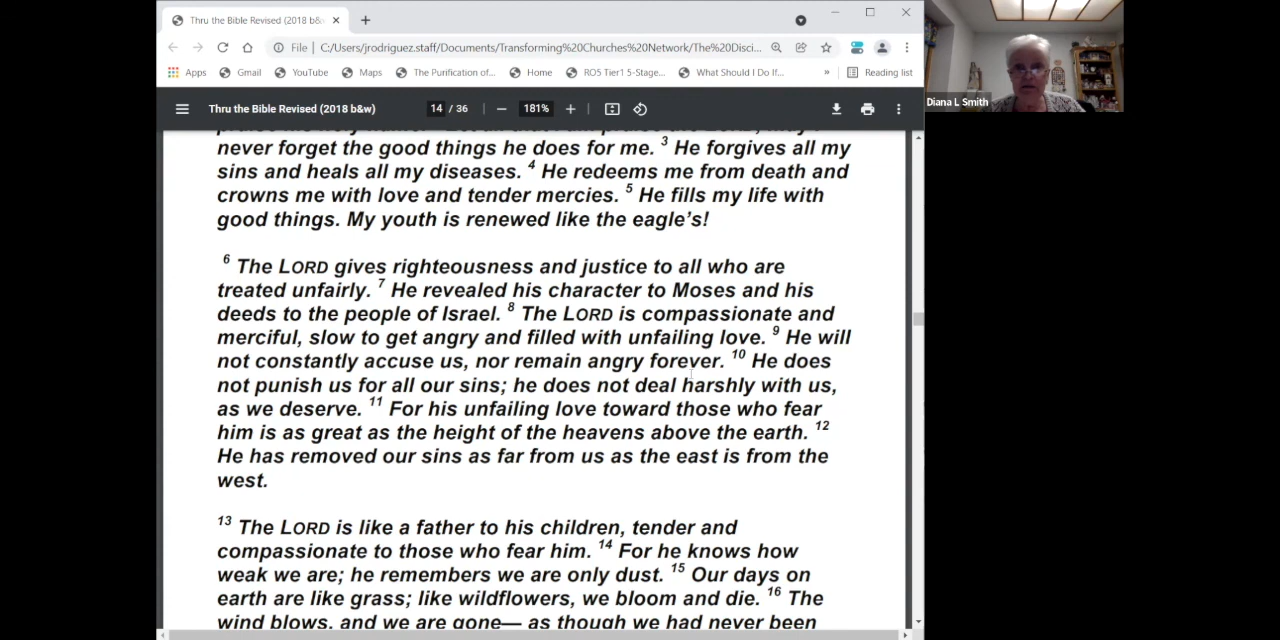 Thru the Bible Revised (2018 b&w
File | C:/Users/jrodriguez.staff/Documents/Transforming%20Churches%20Network/The%20Disci...
Apps Gmail YouTube Maps The Purification of... Home RO5 Tier1 5-Stage... What Should I Do If... » Reading list
Thru the Bible Revised (2018 b&w) 14 / 36 — 181% +
Diana L Smith
never forget the good things he does for me. 3 He forgives all my
sins and heals all my diseases. 4 He redeems me from death and
crowns me with love and tender mercies. 5 He fills my life with
good things. My youth is renewed like the eagle’s!
6 The LORD gives righteousness and justice to all who are
treated unfairly. 7 He revealed his character to Moses and his
deeds to the people of Israel. 8 The LORD is compassionate and
merciful, slow to get angry and filled with unfailing love. 9 He will
not constantly accuse us, nor remain angry forever. 10 He does
not punish us for all our sins; he does not deal harshly with us,
as we deserve. 11 For his unfailing love toward those who fear
him is as great as the height of the heavens above the earth. 12
He has removed our sins as far from us as the east is from the
west.
13 The LORD is like a father to his children, tender and
compassionate to those who fear him. 14 For he knows how
weak we are; he remembers we are only dust. 15 Our days on
earth are like grass; like wildflowers, we bloom and die. 16 The
wind blows, and we are gone— as though we had never been